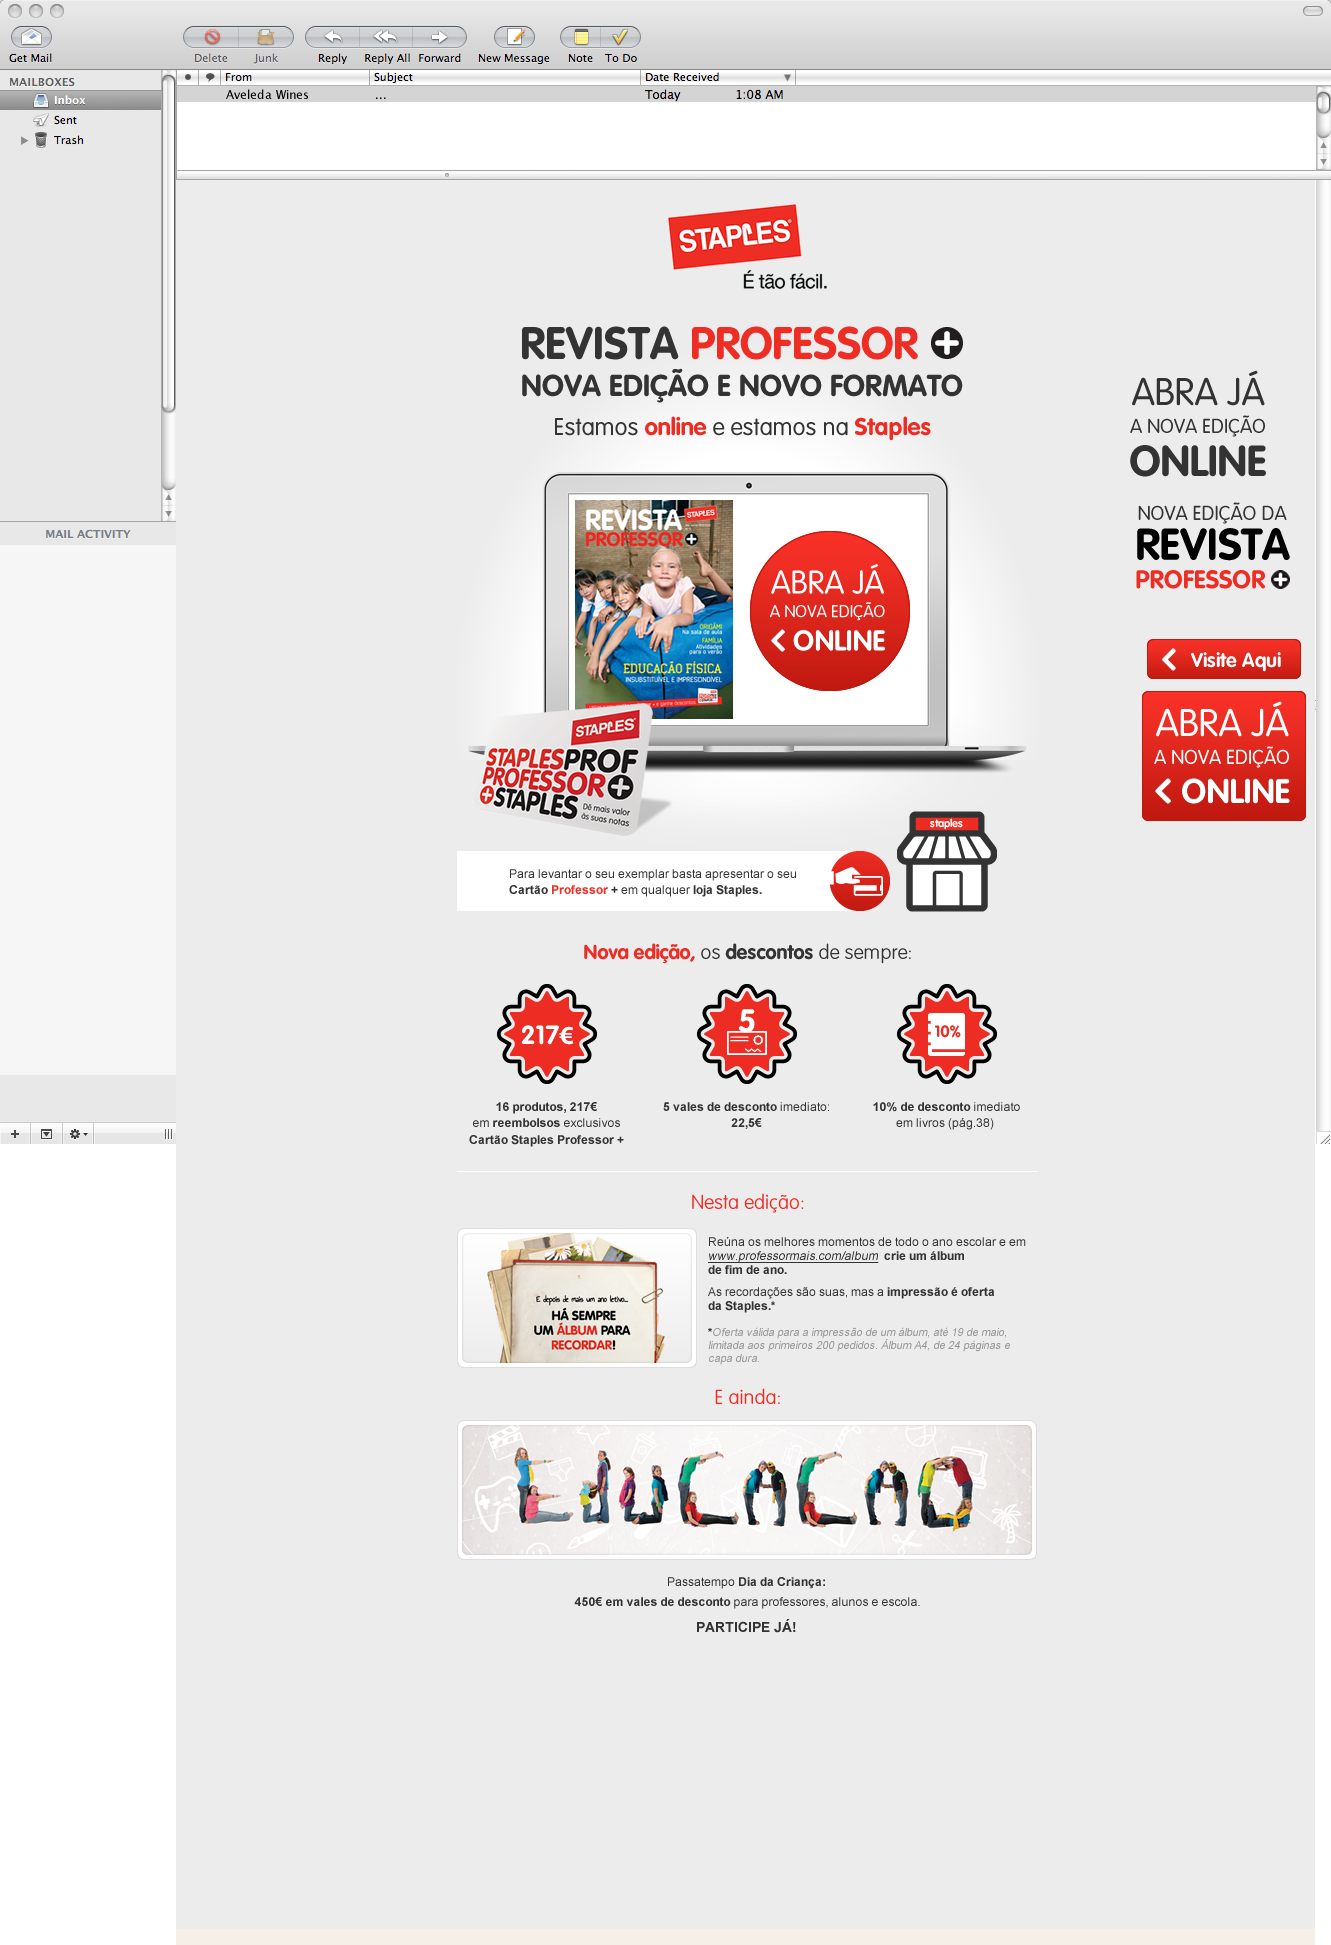 Get Mail
Delete
Junk
Reply
Reply All
Forward
New Message
Note
To Do
MAILBOXES
Inbox
Sent
Trash
From
Subject
Date Received
Aveleda Wines
...
Today
1:08 AM
MAIL ACTIVITY
STAPLES
É tão fácil.
REVISTA PROFESSOR +
NOVA EDIÇÃO E NOVO FORMATO
Estamos online e estamos na Staples
REVISTA
STAPLES
PROFESSOR +
ORIGÂMI
Na sala de aula
FAMÍLIA
Atividades
para o verão
EDUCAÇÃO FÍSICA
INSUBSTITUÍVEL E IMPRESCINDÍVEL
ABRA JÁ
A NOVA EDIÇÃO
ONLINE
STAPLES
STAPLESPROF
PROFESSOR+
+STAPLES
Dê mais valor
às suas notas
ABRA JÁ
A NOVA EDIÇÃO
ONLINE
NOVA EDIÇÃO DA
REVISTA
PROFESSOR +
Visite Aqui
ABRA JÁ
A NOVA EDIÇÃO
ONLINE
staples
Para levantar o seu exemplar basta apresentar o seu
Cartão Professor + em qualquer loja Staples.
Nova edição, os descontos de sempre:
217€
5
10%
16 produtos, 217€
em reembolsos exclusivos
Cartão Staples Professor +
5 vales de desconto imediato:
22,5€
10% de desconto imediato
em livros (pág.38)
Nesta edição:
E depois de mais um ano letivo...
HÁ SEMPRE
UM ÁLBUM PARA
RECORDAR!
Reúna os melhores momentos de todo o ano escolar e em
www.professormais.com/album crie um álbum
de fim de ano.
As recordações são suas, mas a impressão é oferta
da Staples.*
*Oferta válida para a impressão de um álbum, até 19 de maio,
limitada aos primeiros 200 pedidos. Álbum A4, de 24 páginas e
capa dura.
E ainda:
EDUCAÇÃO
Passatempo Dia da Criança:
450€ em vales de desconto para professores, alunos e escola.
PARTICIPE JÁ!